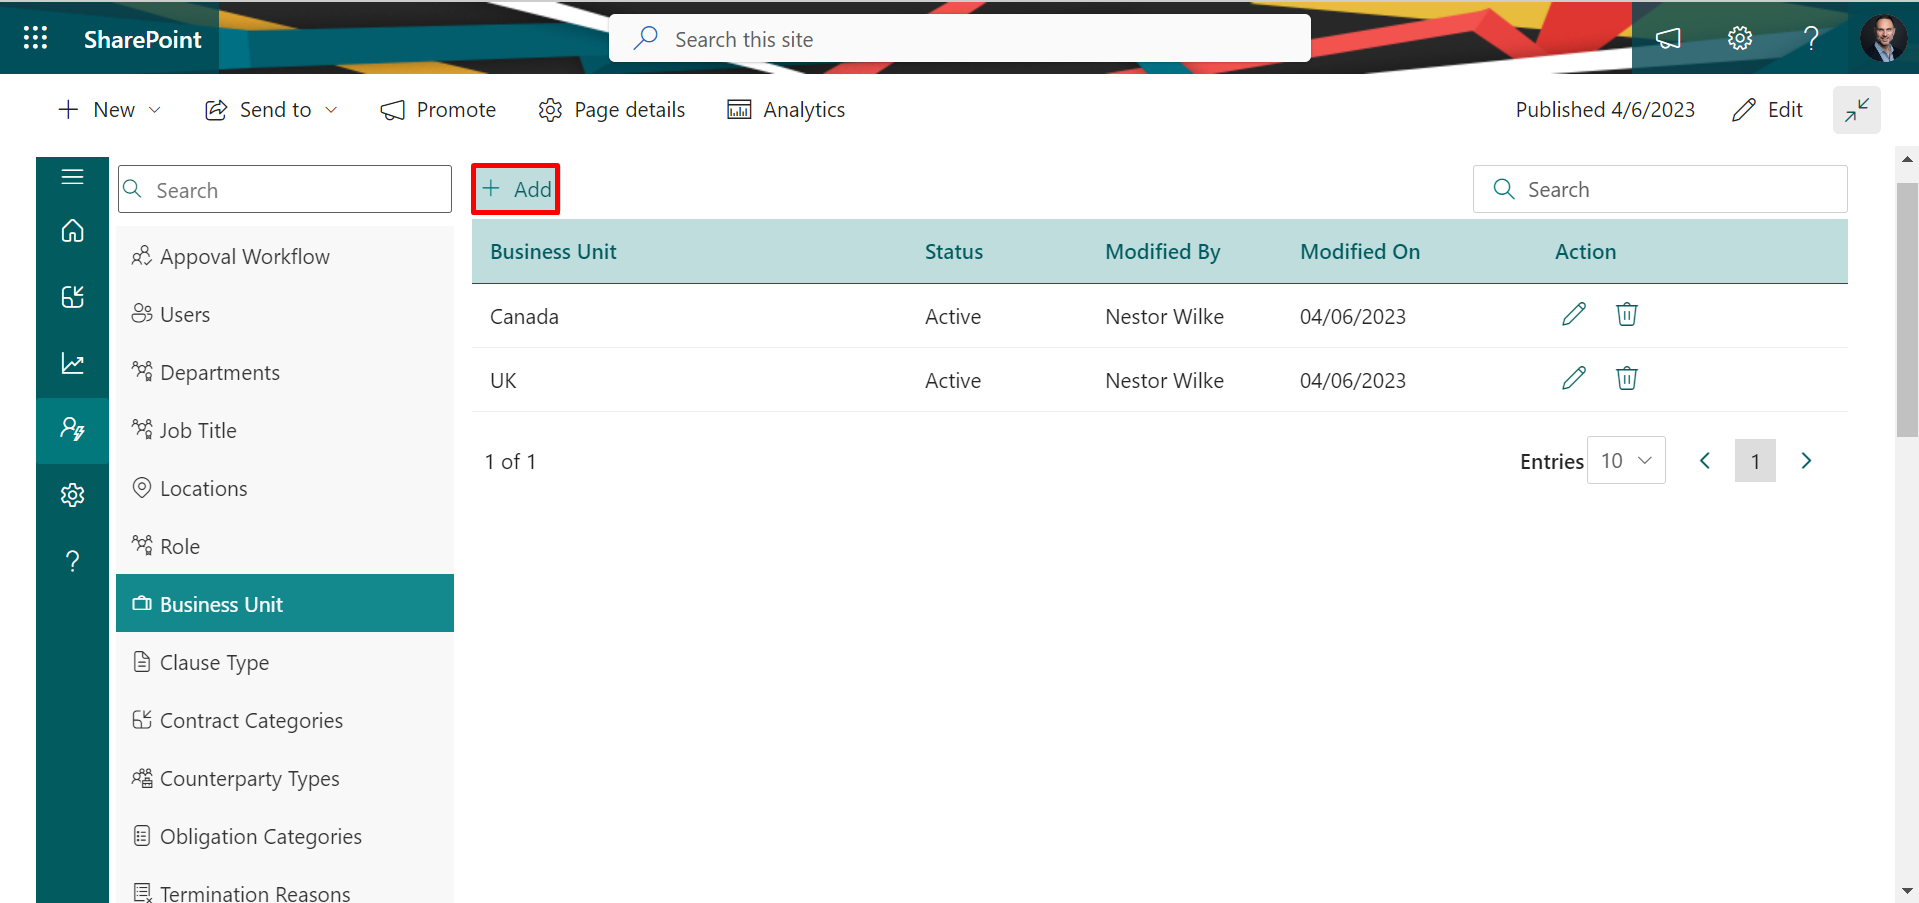 SharePoint
Search this site
?
New
Send to
Promote
Page details
Analytics
Published 4/6/2023
Edit
Search
Add
Search
Appoval Workflow
Users
Departments
Job Title
Locations
Role
Business Unit
Clause Type
Contract Categories
Counterparty Types
Obligation Categories
Termination Reasons
?
Business Unit Status Modified By Modified On Action
Canada Active Nestor Wilke 04/06/2023
UK Active Nestor Wilke 04/06/2023
1 of 1
Entries 10
1